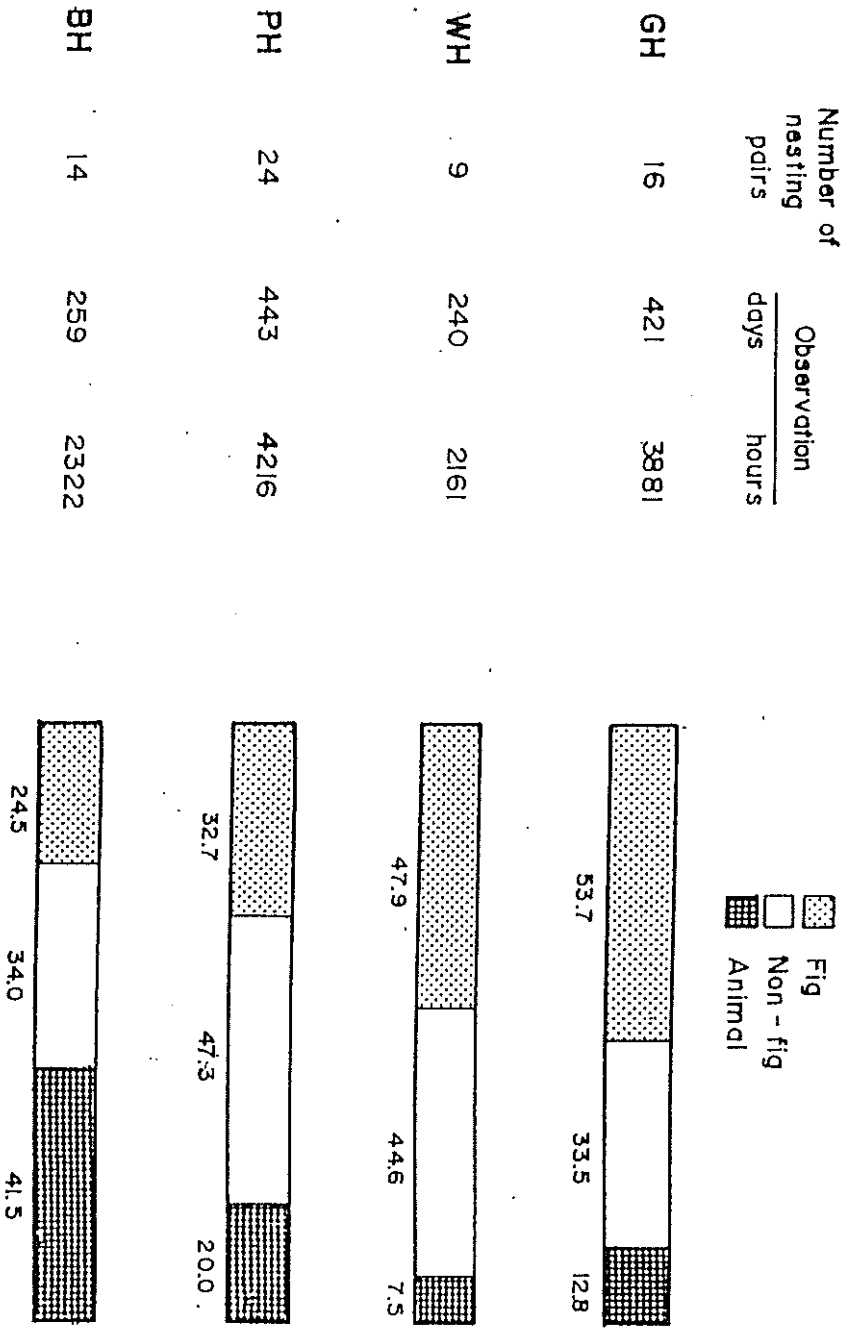 Number of
nesting
pairs
Observation
days hours
Fig
Non-fig
Animal
GH 16 421 3881
53.7 33.5 12.8
WH 9 240 2161
47.9 44.6 7.5
PH 24 443 4216
32.7 47.3 20.0
BH 14 259 2322
24.5 34.0 41.5